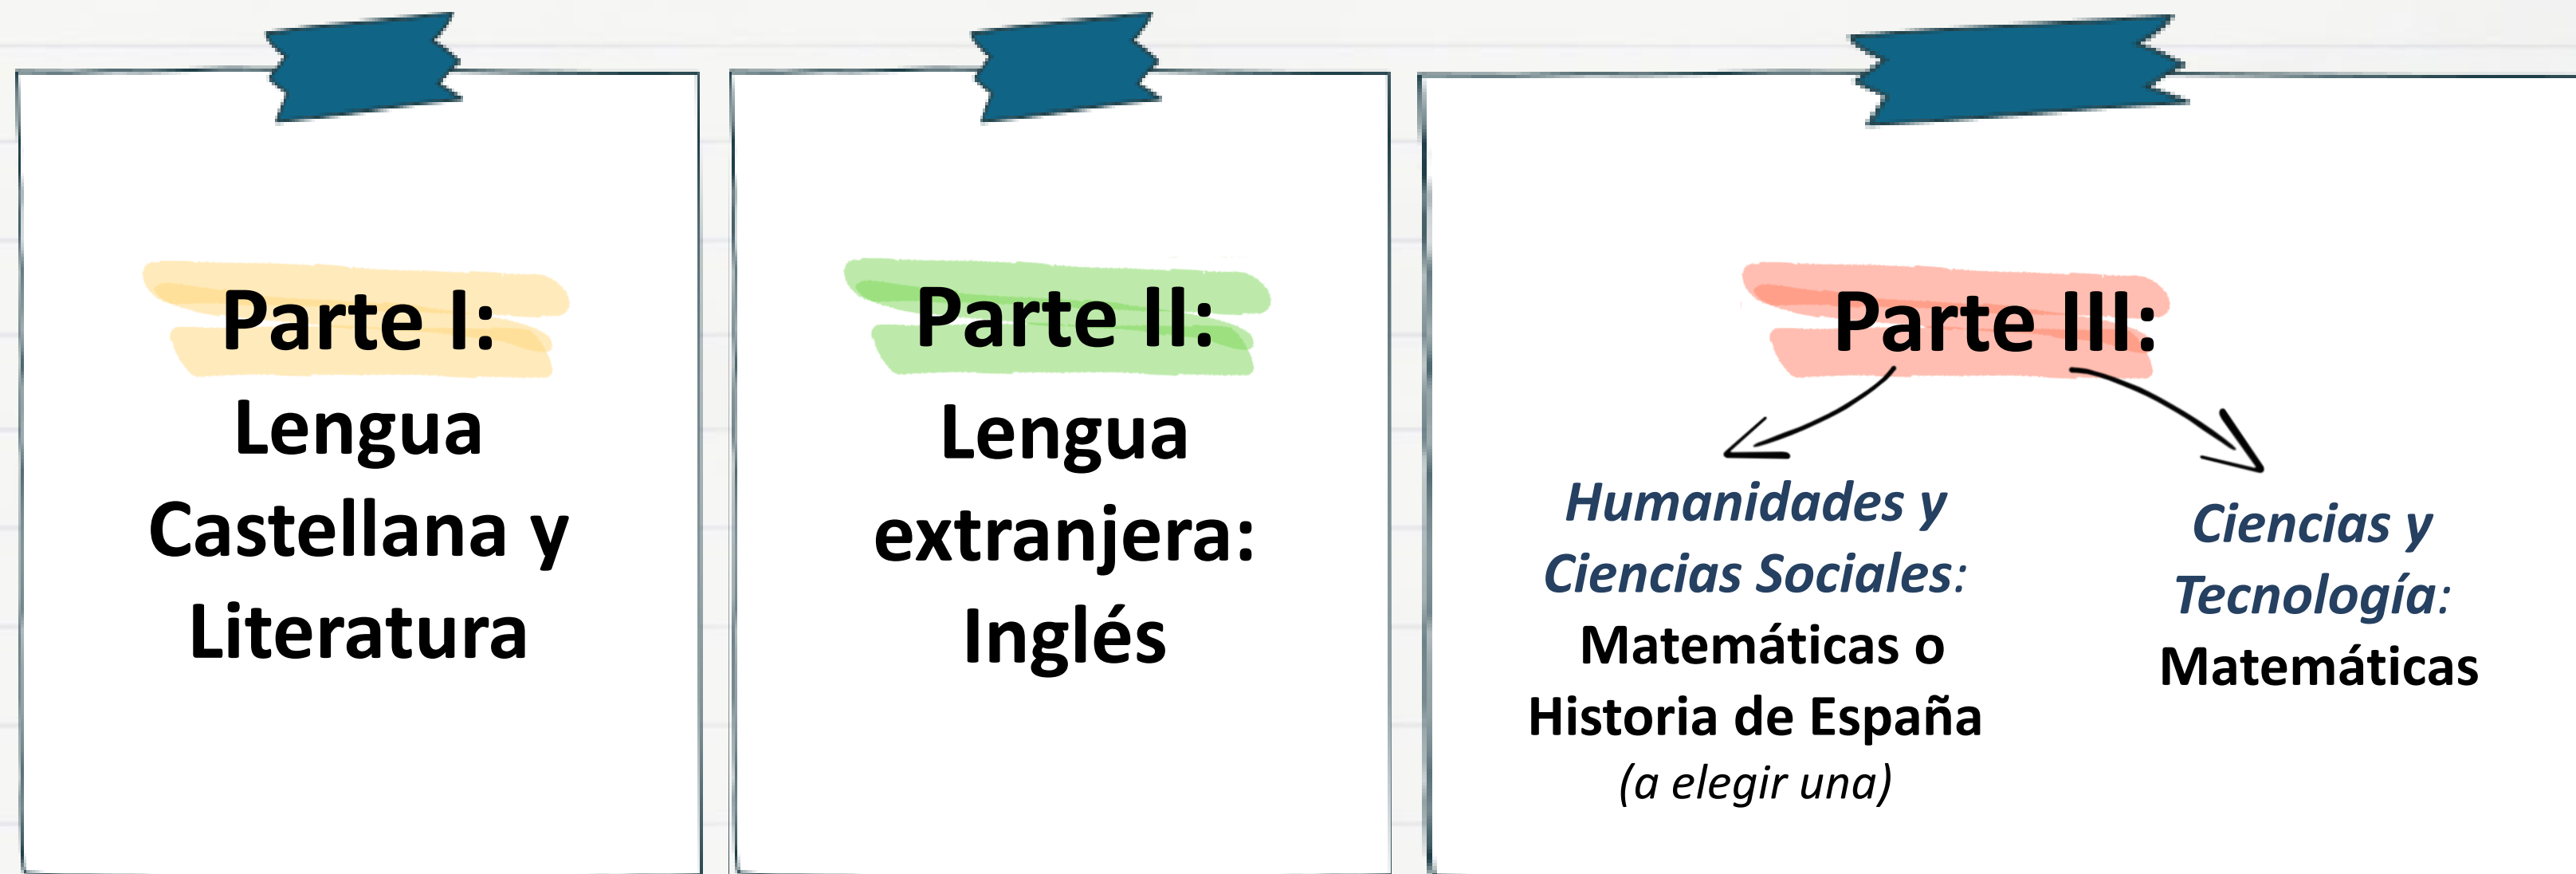 Parte I:
Lengua
Castellana y
Literatura
Parte II:
Lengua
extranjera:
Inglés
Parte III:
Humanidades y
Ciencias Sociales:
Matemáticas o
Historia de España
(a elegir una)
Ciencias y
Tecnología:
Matemáticas